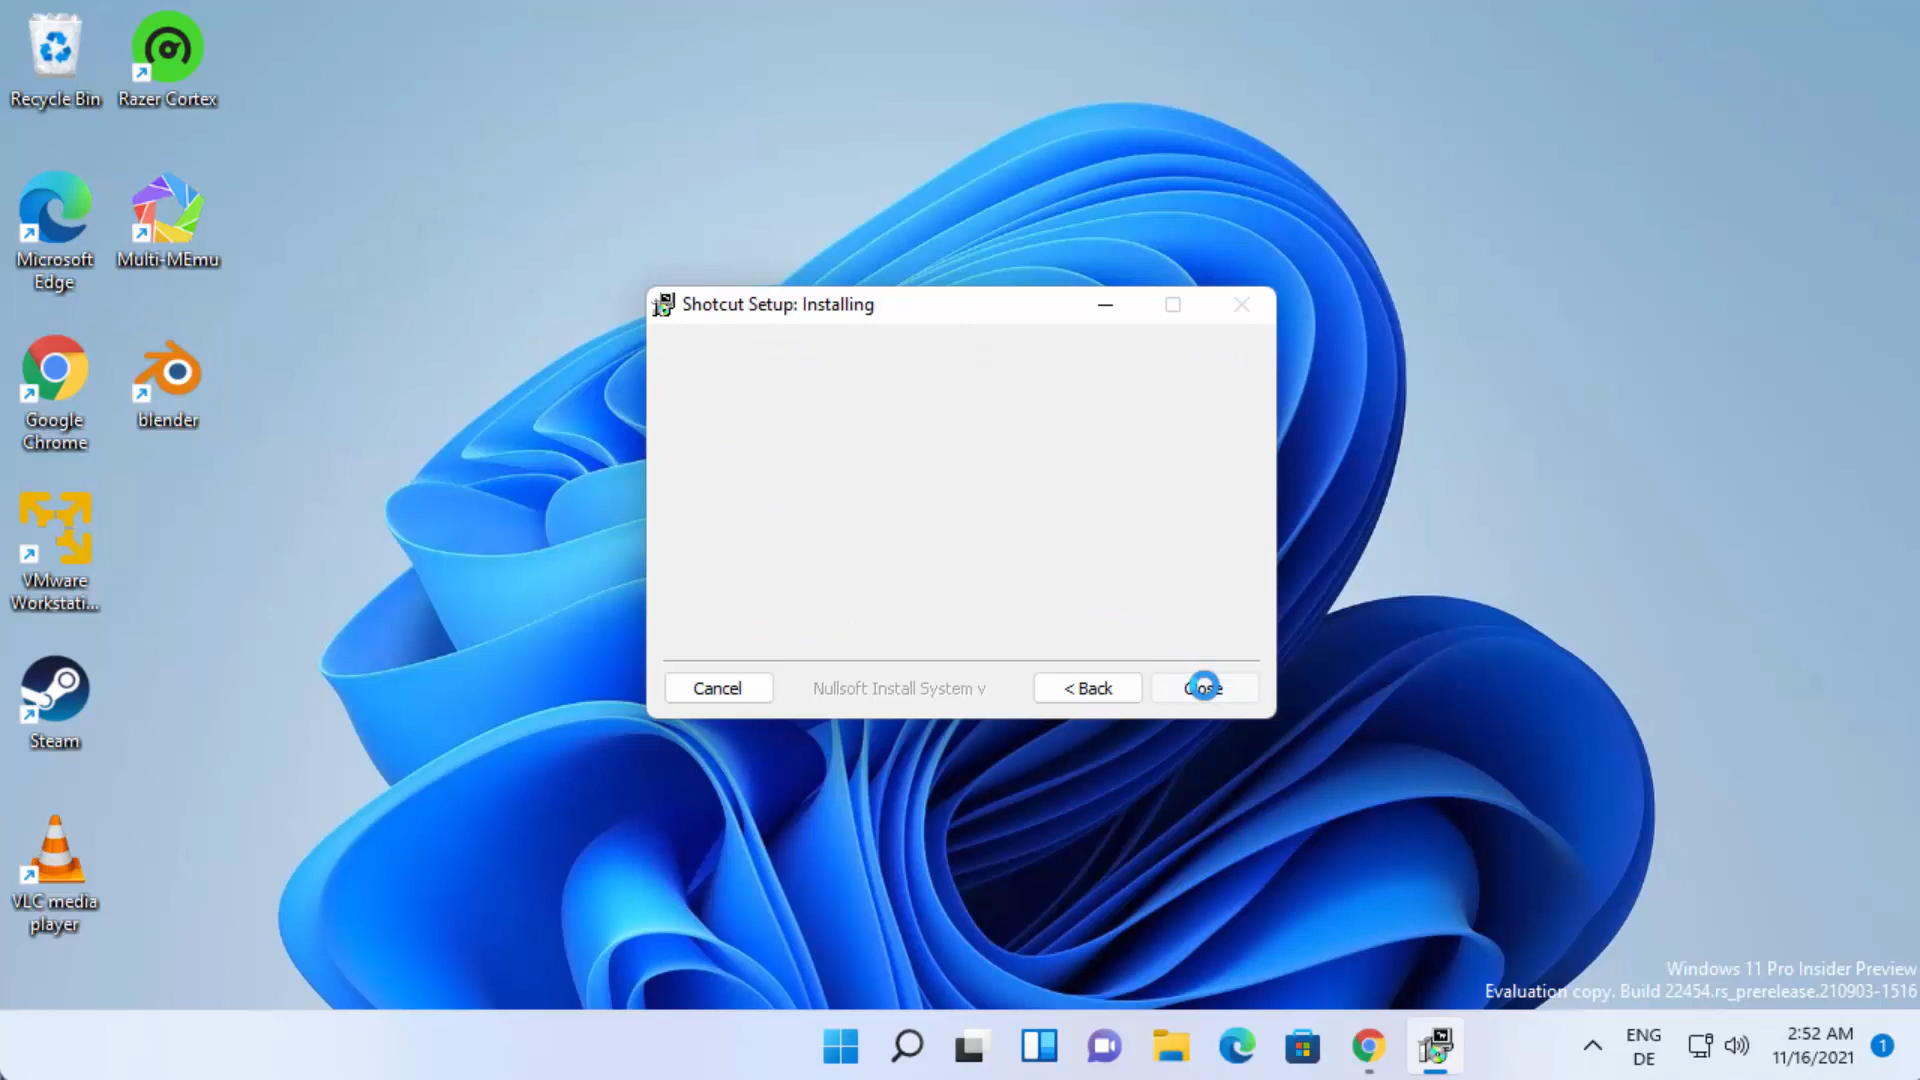 Recycle Bin
Razer Cortex
Microsoft
Edge
Multi-MEmu
Google
Chrome
blender
VMware
Workstati...
Steam
VLC media
player
Shotcut Setup: Installing
Cancel
Nullsoft Install System v
< Back
Close
Windows 11 Pro Insider Preview
Evaluation copy. Build 22454.rs_prerelease.210903-1516
ENG
DE
2:52 AM
11/16/2021
1